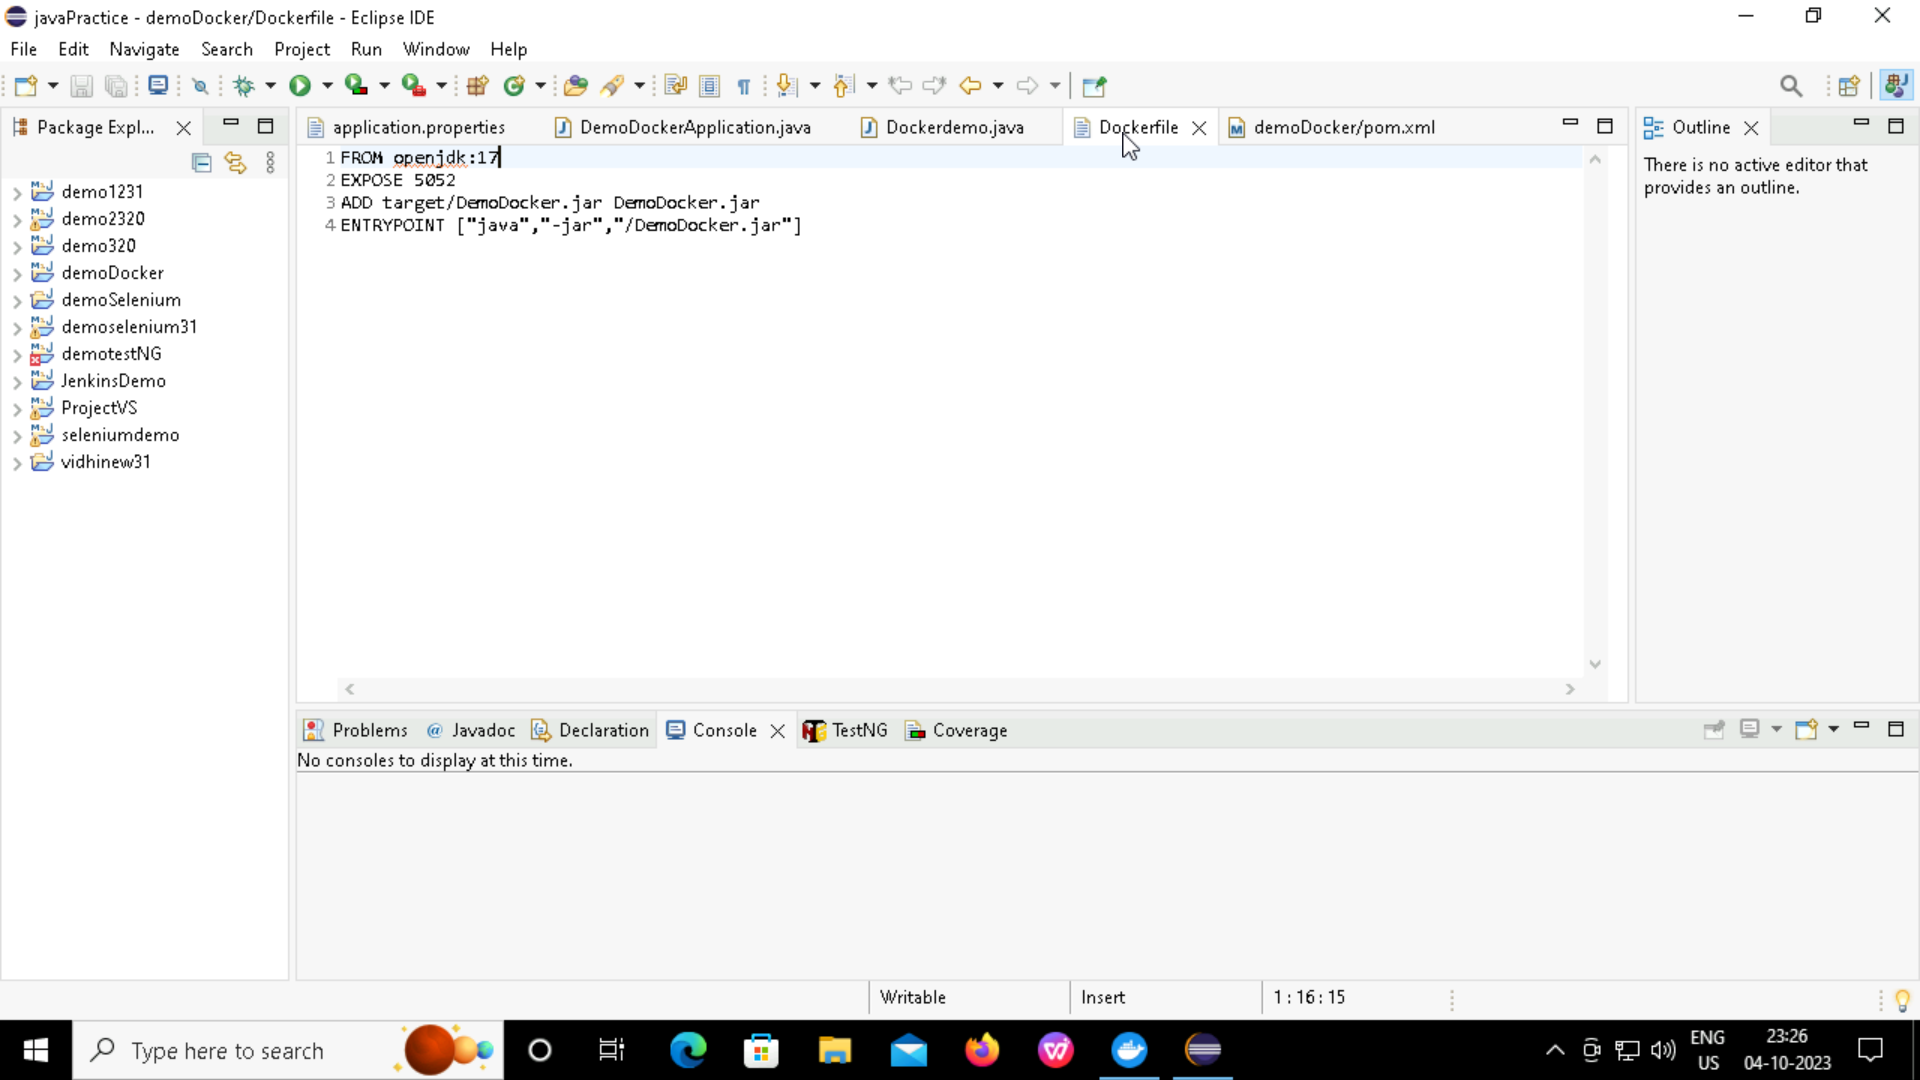 javaPractice - demoDocker/Dockerfile - Eclipse IDE
File Edit Navigate Search Project Run Window Help
Package Expl...
application.properties DemoDockerApplication.java Dockerdemo.java Dockerfile demoDocker/pom.xml
Outline
1 FROM openjdk:17
2 EXPOSE 5052
3 ADD target/DemoDocker.jar DemoDocker.jar
4 ENTRYPOINT ["java","-jar","/DemoDocker.jar"]
There is no active editor that
provides an outline.
demo1231
demo2320
demo320
demoDocker
demoSelenium
demoselenium31
demotestNG
JenkinsDemo
ProjectVS
seleniumdemo
vidhinew31
Problems Javadoc Declaration Console TestNG Coverage
No consoles to display at this time.
Writable Insert 1 : 16 : 15
Type here to search
ENG
US
23:26
04-10-2023